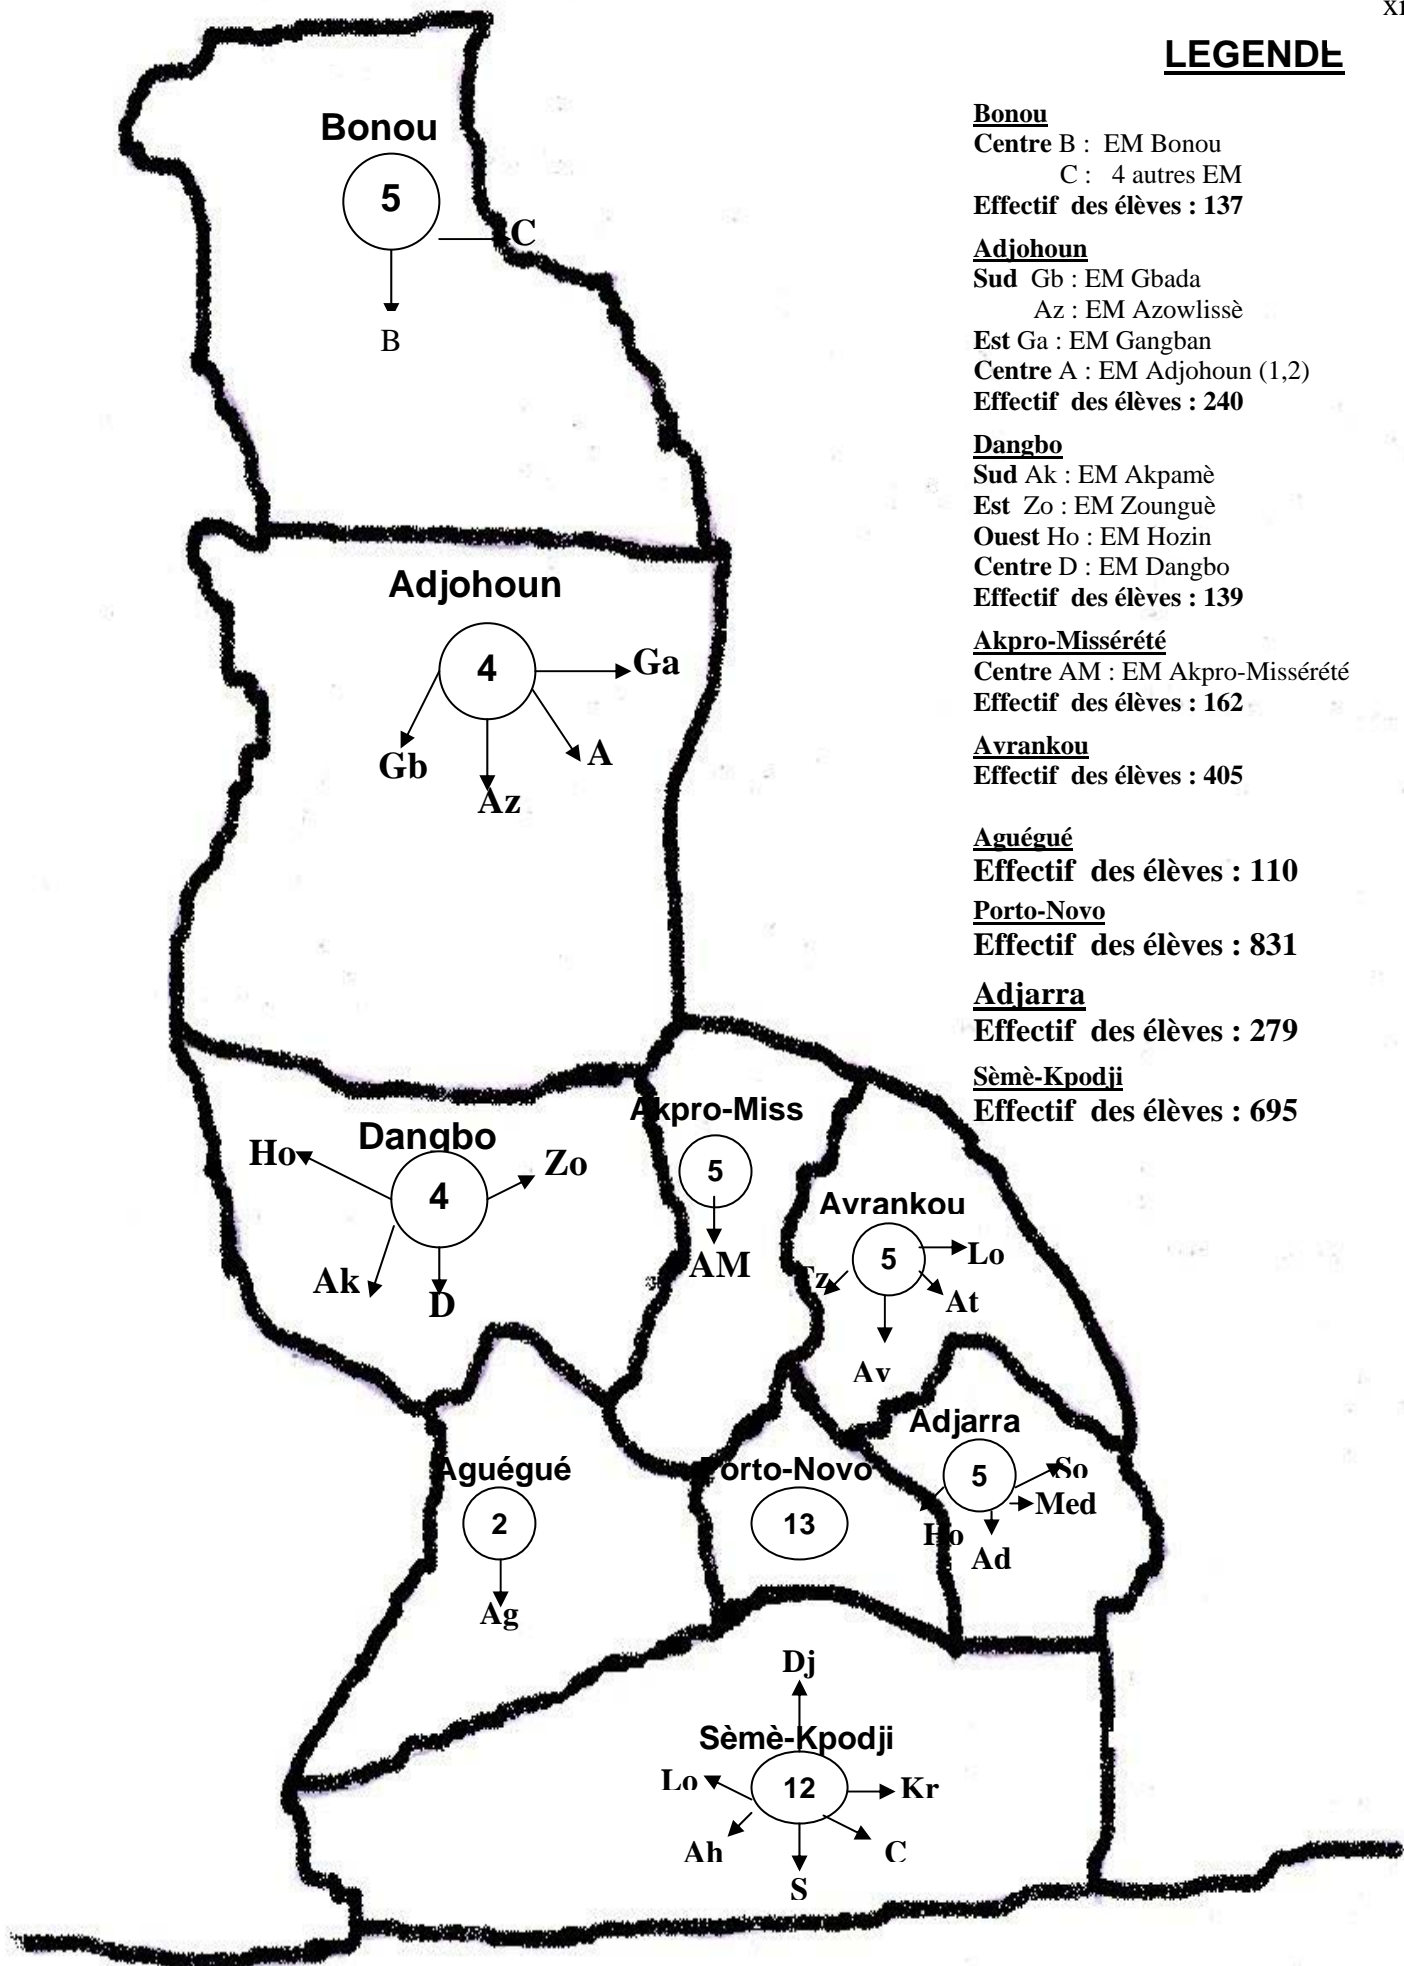 LEGENDE
Bonou
Centre B : EM Bonou
C : 4 autres EM
Effectif des élèves : 137
Adjohoun
Sud Gb : EM Gbada
Az : EM Azowlissè
Est Ga : EM Gangban
Centre A : EM Adjohoun (1,2)
Effectif des élèves : 240
Dangbo
Sud Ak : EM Akpamè
Est Zo : EM Zounguè
Ouest Ho : EM Hozin
Centre D : EM Dangbo
Effectif des élèves : 139
Akpro-Missérété
Centre AM : EM Akpro-Missérété
Effectif des élèves : 162
Avrankou
Effectif des élèves : 405
Aguégué
Effectif des élèves : 110
Porto-Novo
Effectif des élèves : 831
Adjarra
Effectif des élèves : 279
Sèmè-Kpodji
Effectif des élèves : 695
Bonou
5
C
B
Adjohoun
4
Ga
Gb
A
Az
Dangbo
4
Ho
Zo
Ak
D
Akpro-Miss
5
AM
Avrankou
5
Lo
At
Av
Adjarra
5
So
Med
Ho
Ad
Aguégué
2
Ag
Porto-Novo
13
Dj
Sèmè-Kpodji
12
Lo
Kr
Ah
C
S